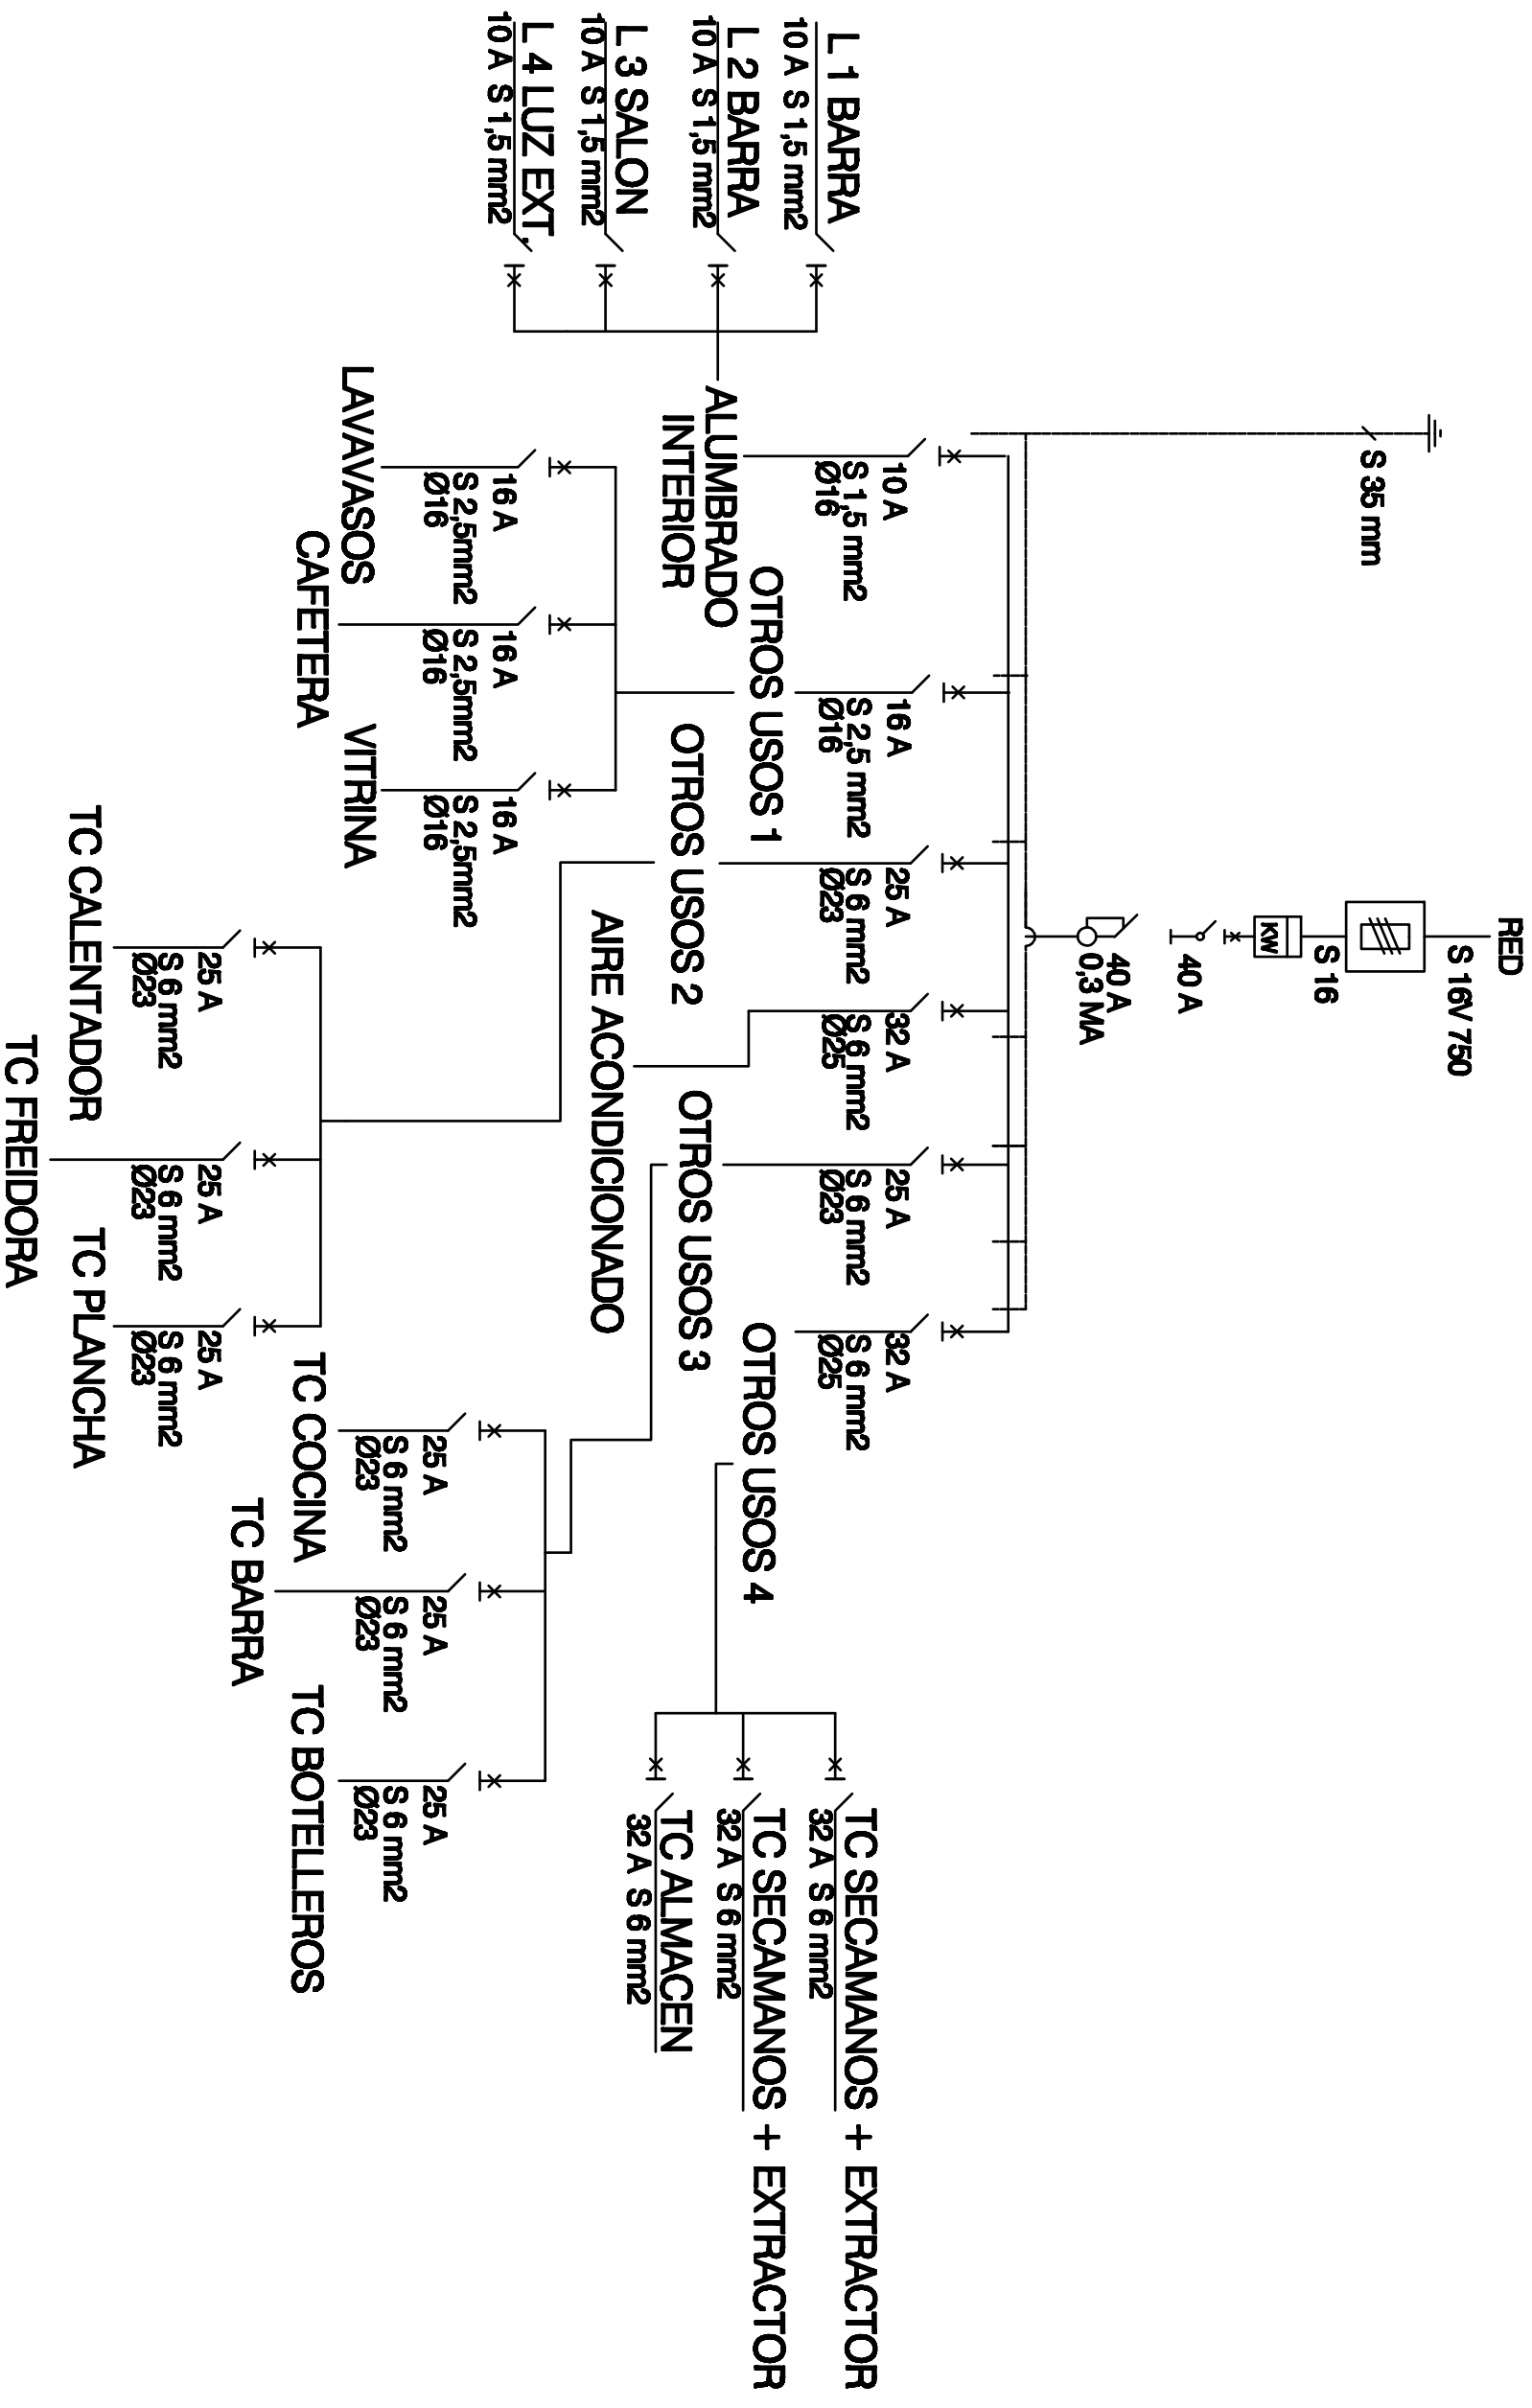 RED
S 16V 750
S 16
KW
40 A
40 A
0,3 MA
S 35 mm
10 A
S 1,5 mm2
Ø16
ALUMBRADO
INTERIOR
16 A
S 2,5 mm2
Ø16
OTROS USOS 1
25 A
S 6 mm2
Ø23
OTROS USOS 2
32 A
S 6 mm2
Ø25
AIRE ACONDICIONADO
25 A
S 6 mm2
Ø23
OTROS USOS 3
32 A
S 6 mm2
Ø25
OTROS USOS 4
L 1 BARRA
10 A S 1,5 mm2
L 2 BARRA
10 A S 1,5 mm2
L 3 SALON
10 A S 1,5 mm2
L 4 LUZ EXT.
10 A S 1,5 mm2
16 A
S 2,5mm2
Ø16
LAVAVASOS
16 A
S 2,5mm2
Ø16
CAFETERA
16 A
S 2,5mm2
Ø16
VITRINA
25 A
S 6 mm2
Ø23
TC CALENTADOR
25 A
S 6 mm2
Ø23
TC FREIDORA
25 A
S 6 mm2
Ø23
TC PLANCHA
25 A
S 6 mm2
Ø23
TC COCINA
25 A
S 6 mm2
Ø23
TC BARRA
25 A
S 6 mm2
Ø23
TC BOTELLEROS
TC SECAMANOS + EXTRACTOR
32 A S 6 mm2
TC SECAMANOS + EXTRACTOR
32 A S 6 mm2
TC ALMACEN
32 A S 6 mm2